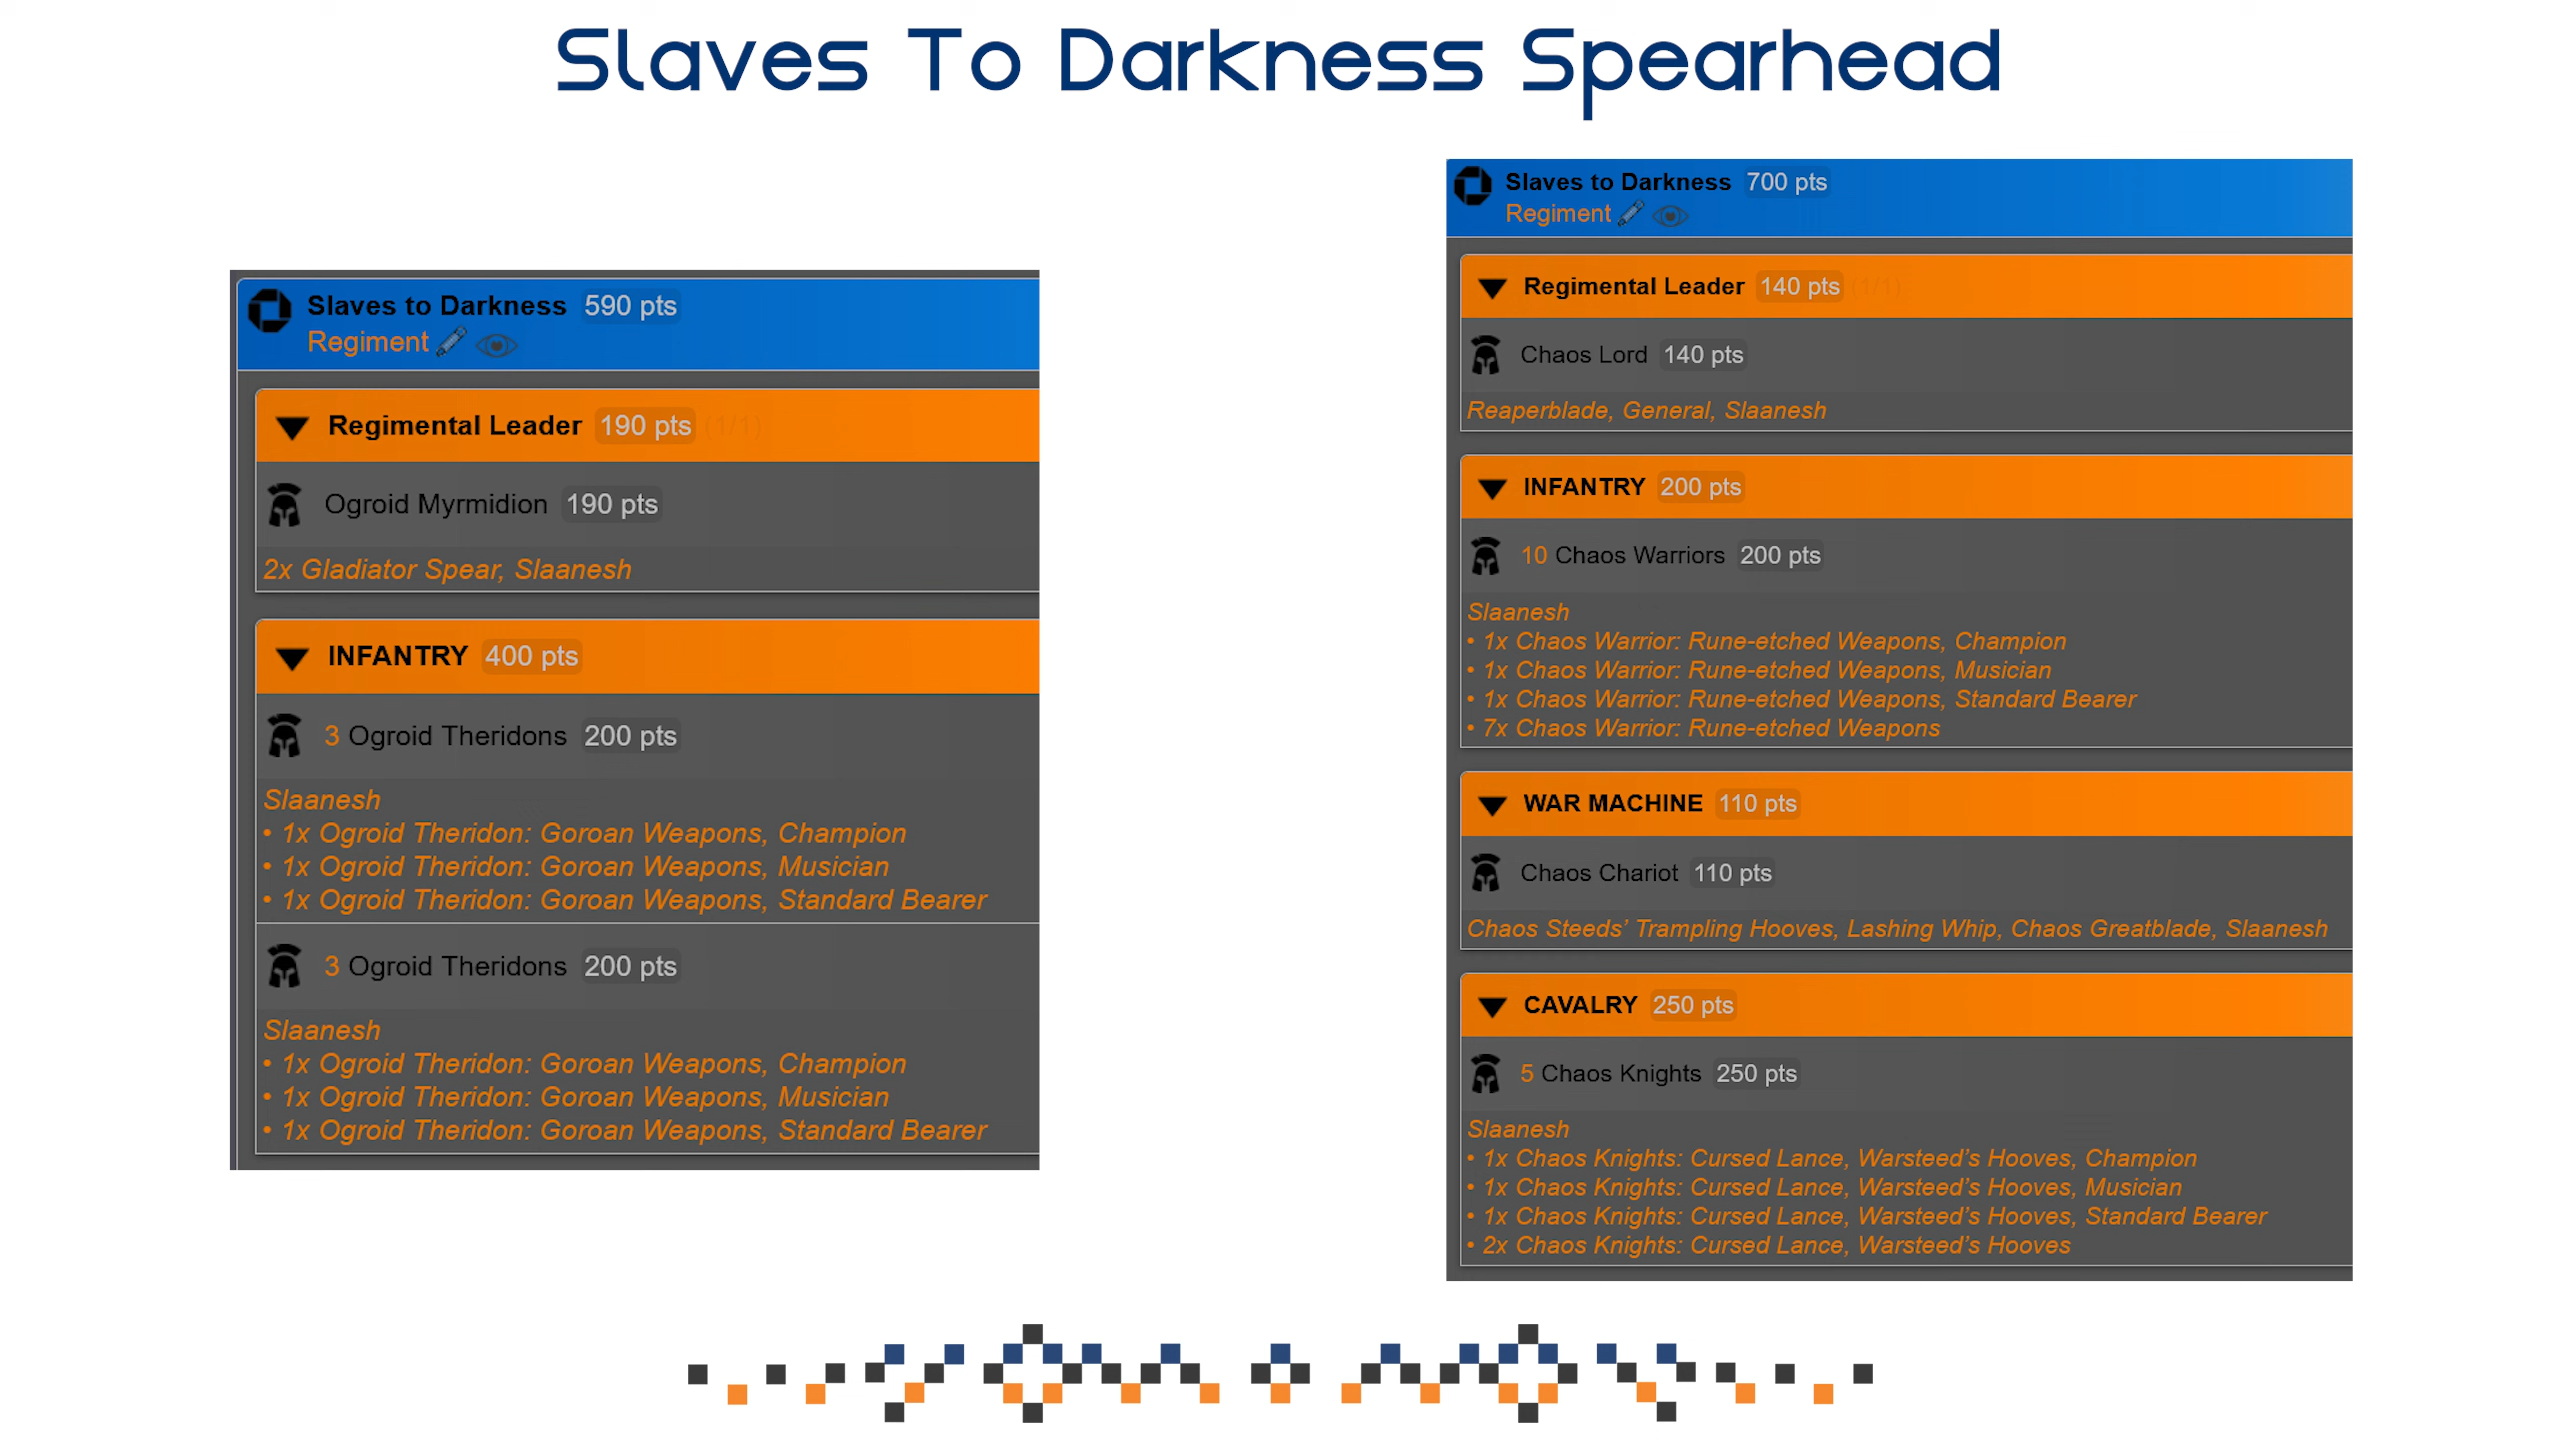 Slaves To Darkness Spearhead
Slaves to Darkness 590 pts
Regiment
Regimental Leader 190 pts (1/1)
Ogroid Myrmidion 190 pts
2x Gladiator Spear, Slaanesh
INFANTRY 400 pts
3 Ogroid Theridons 200 pts
Slaanesh
• 1x Ogroid Theridon: Goroan Weapons, Champion
• 1x Ogroid Theridon: Goroan Weapons, Musician
• 1x Ogroid Theridon: Goroan Weapons, Standard Bearer
3 Ogroid Theridons 200 pts
Slaanesh
• 1x Ogroid Theridon: Goroan Weapons, Champion
• 1x Ogroid Theridon: Goroan Weapons, Musician
• 1x Ogroid Theridon: Goroan Weapons, Standard Bearer
Slaves to Darkness 700 pts
Regiment
Regimental Leader 140 pts (1/1)
Chaos Lord 140 pts
Reaperblade, General, Slaanesh
INFANTRY 200 pts
10 Chaos Warriors 200 pts
Slaanesh
• 1x Chaos Warrior: Rune-etched Weapons, Champion
• 1x Chaos Warrior: Rune-etched Weapons, Musician
• 1x Chaos Warrior: Rune-etched Weapons, Standard Bearer
• 7x Chaos Warrior: Rune-etched Weapons
WAR MACHINE 110 pts
Chaos Chariot 110 pts
Chaos Steeds’ Trampling Hooves, Lashing Whip, Chaos Greatblade, Slaanesh
CAVALRY 250 pts
5 Chaos Knights 250 pts
Slaanesh
• 1x Chaos Knights: Cursed Lance, Warsteed’s Hooves, Champion
• 1x Chaos Knights: Cursed Lance, Warsteed’s Hooves, Musician
• 1x Chaos Knights: Cursed Lance, Warsteed’s Hooves, Standard Bearer
• 2x Chaos Knights: Cursed Lance, Warsteed’s Hooves